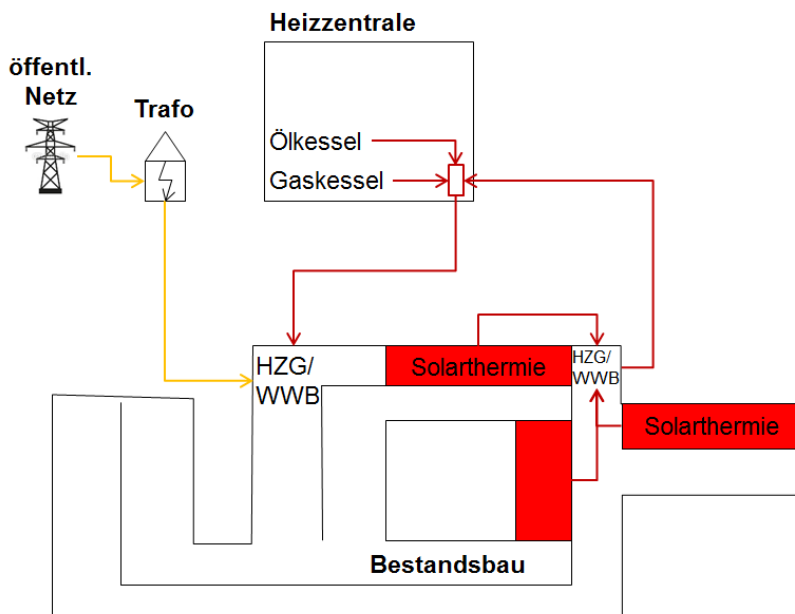 Heizzentrale
öffentl.
Netz
Trafo
Ölkessel
Gaskessel
HZG/
WWB
Solarthermie
HZG/
WWB
Solarthermie
Bestandsbau